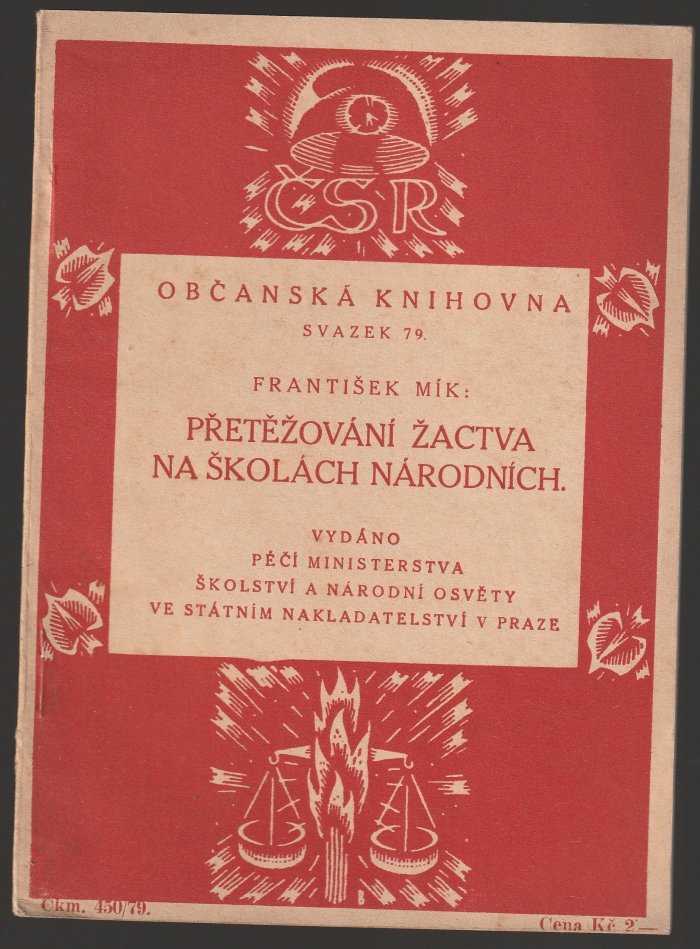 ČSR
OBČANSKÁ KNIHOVNA
SVAZEK 79.
FRANTIŠEK MÍK:
PŘETĚŽOVÁNÍ ŽACTVA
NA ŠKOLÁCH NÁRODNÍCH.
VYDÁNO
PÉČÍ MINISTERSTVA
ŠKOLSTVÍ A NÁRODNÍ OSVĚTY
VE STÁTNÍM NAKLADATELSTVÍ V PRAZE
B
Ckm. 450/79.
Cena Kč 2·—